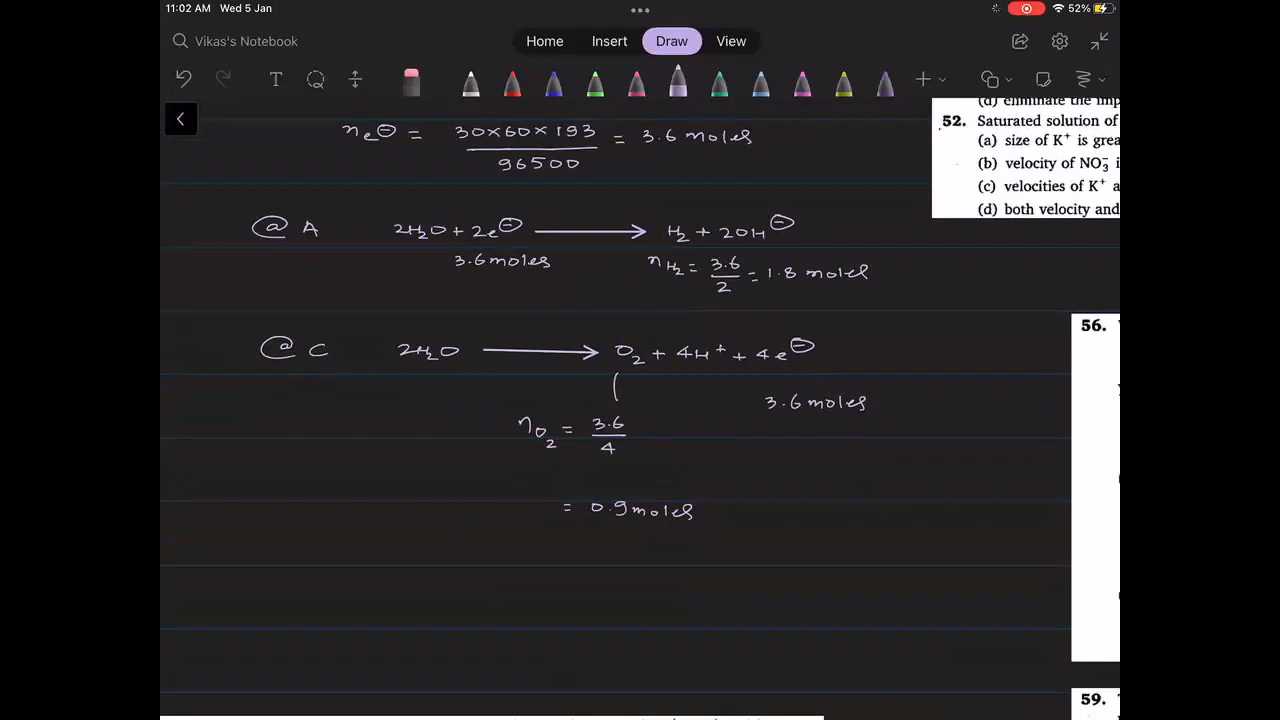 11:02 AM Wed 5 Jan
52%
Vikas's Notebook
Home Insert Draw View
(d) eliminate the imp
52. Saturated solution of
(a) size of K⁺ is grea
(b) velocity of NO₃⁻ i
(c) velocities of K⁺ a
(d) both velocity and
n e⊖ = 30×60×193 / 96500 = 3.6 moles
@ A 2H₂O + 2e⊖ ⟶ H₂ + 2OH⊖
3.6 moles nH₂ = 3.6 / 2 = 1.8 moles
56.
@ C 2H₂O ⟶ O₂ + 4H⁺ + 4e⊖
3.6 moles
nO₂ = 3.6 / 4
= 0.9 moles
59.